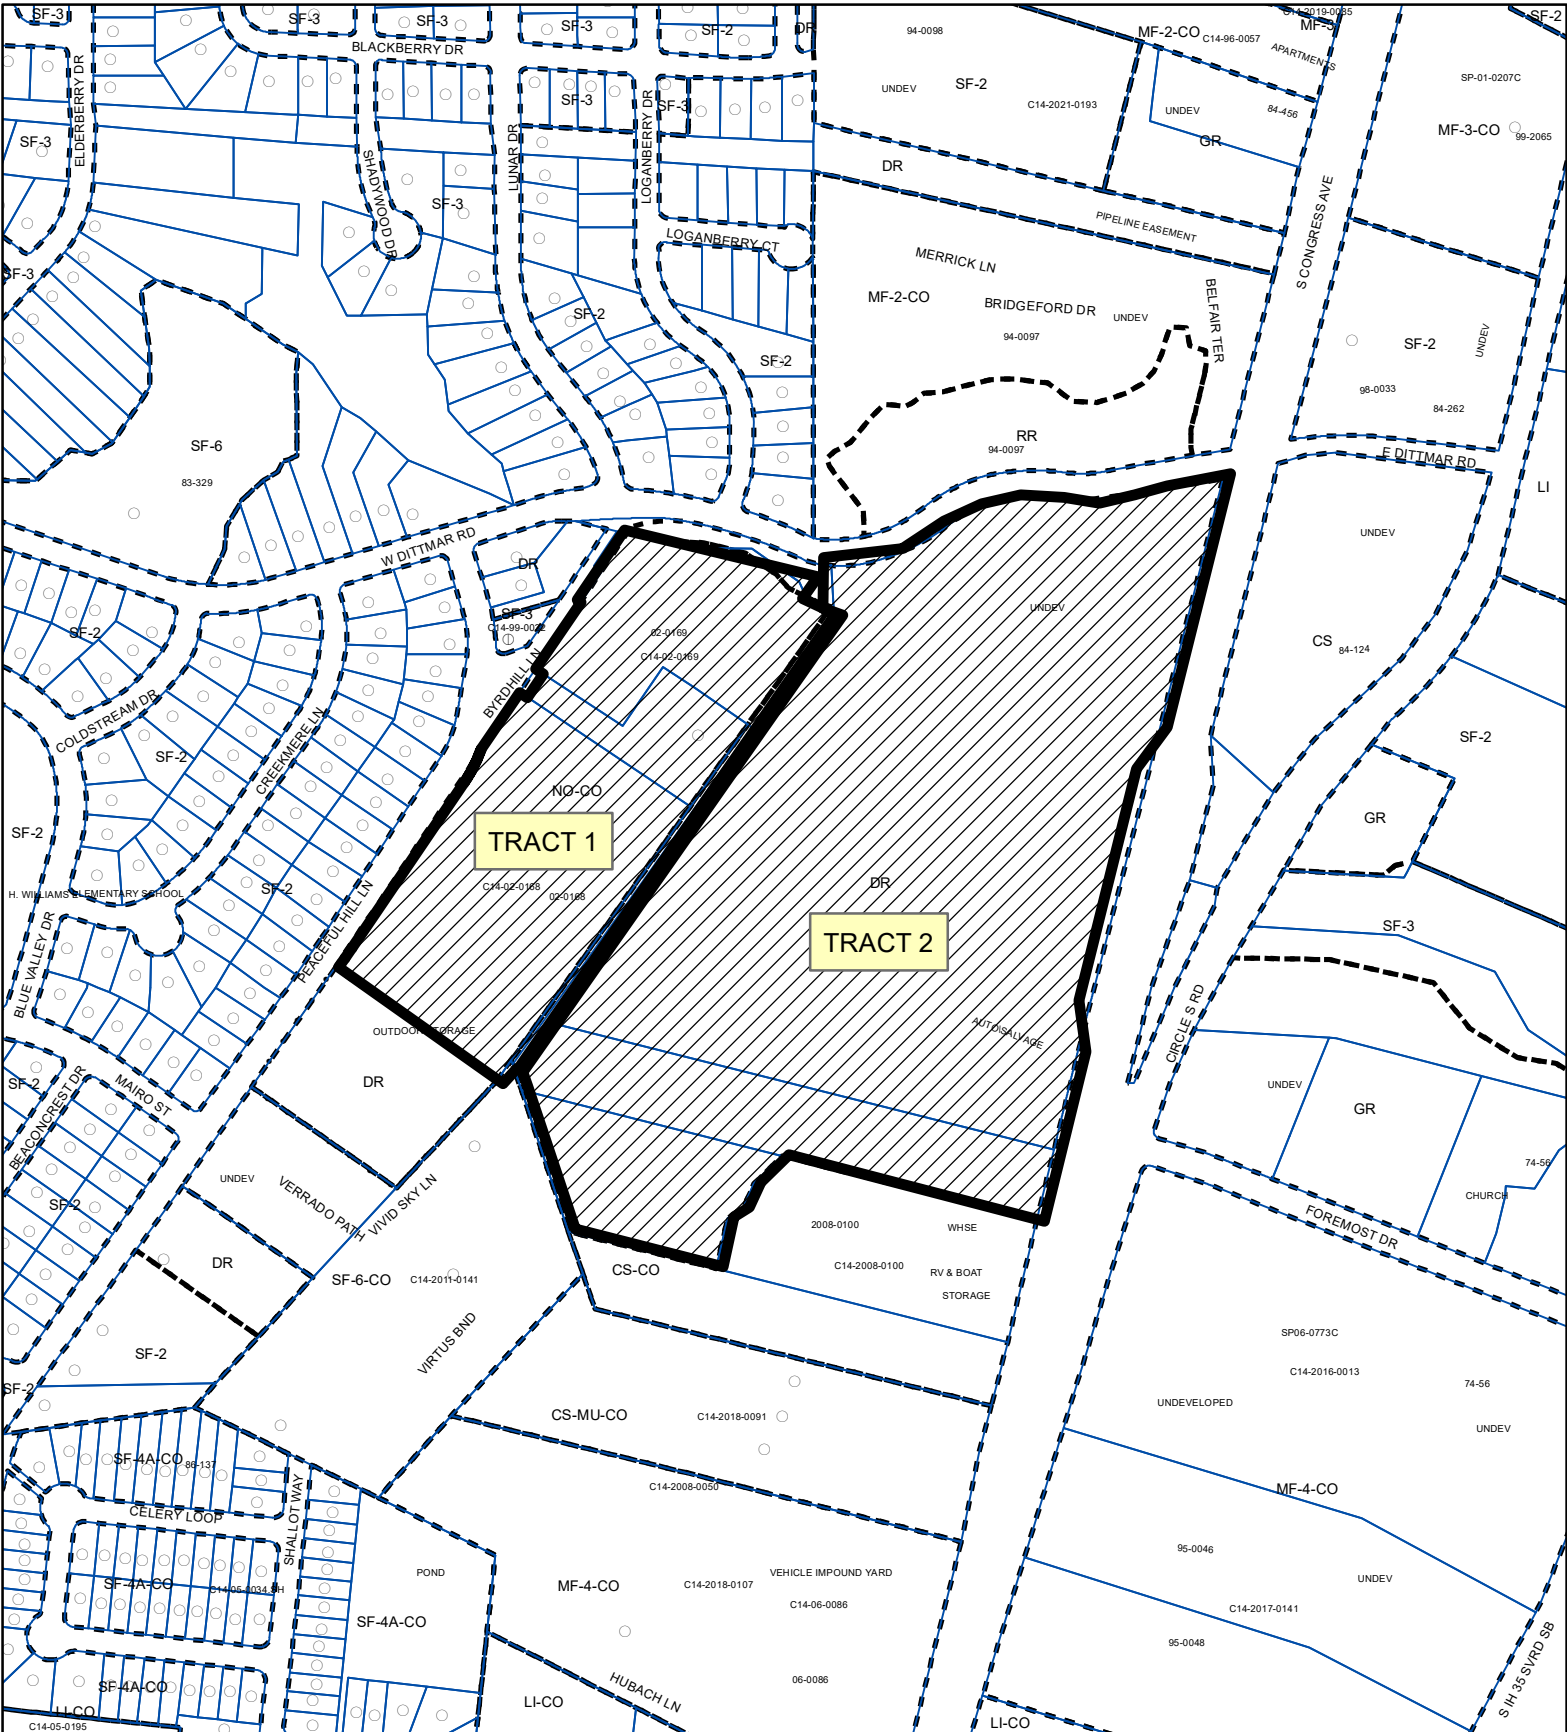 SF-3
SF-3
SF-3
SF-3
SF-2
DR
94-0098
MF-2-CO
C14-96-0057
C14-2019-0085
MF-3
APARTMENTS
SF-2
BLACKBERRY DR
ELDERBERRY DR
SP-01-0207C
UNDEV
SF-2
C14-2021-0193
UNDEV
84-456
GR
MF-3-CO
99-2065
SF-3
SF-3
SF-3
LUNAR DR
LOGANBERRY DR
SHADYWOOD DR
SF-3
DR
PIPELINE EASEMENT
S CONGRESS AVE
LOGANBERRY CT
MERRICK LN
SF-3
MF-2-CO
BRIDGEFORD DR
UNDEV
BELFAIR TER
94-0097
SF-2
SF-2
SF-2
UNDEV
98-0033
84-262
SF-6
83-329
RR
94-0097
E DITTMAR RD
LI
UNDEV
W DITTMAR RD
DR
SF-3
C14-99-0022
UNDEV
SF-2
02-0169
C14-02-0169
CS
84-124
BYRDHILL LN
COLDSTREAM DR
CREEKMERE LN
SF-2
SF-2
SF-2
NO-CO
TRACT 1
GR
C14-02-0168
02-0168
DR
TRACT 2
H. WILLIAMS ELEMENTARY SCHOOL
SF-2
PEACEFUL HILL LN
BLUE VALLEY DR
SF-3
OUTDOOR STORAGE
AUTO SALVAGE
CIRCLE S RD
SF-2
MAIRO ST
BEACONCREST DR
DR
UNDEV
GR
74-56
CHURCH
UNDEV
VERRADO PATH
VIVID SKY LN
SF-2
FOREMOST DR
2008-0100
WHSE
DR
SF-6-CO
C14-2011-0141
CS-CO
C14-2008-0100
RV & BOAT
STORAGE
VIRTUS BND
SF-2
SF-2
SP06-0773C
C14-2016-0013
74-56
UNDEVELOPED
UNDEV
CS-MU-CO
C14-2018-0091
SF-4A-CO
86-137
C14-2008-0050
MF-4-CO
CELERY LOOP
SHALLOT WAY
95-0046
UNDEV
SF-4A-CO
C14-05-0034.SH
POND
MF-4-CO
C14-2018-0107
VEHICLE IMPOUND YARD
C14-06-0086
C14-2017-0141
SF-4A-CO
95-0048
S IH 35 SVRD SB
SF-4A-CO
HUBACH LN
06-0086
LI-CO
LI-CO
C14-05-0195
LI-CO